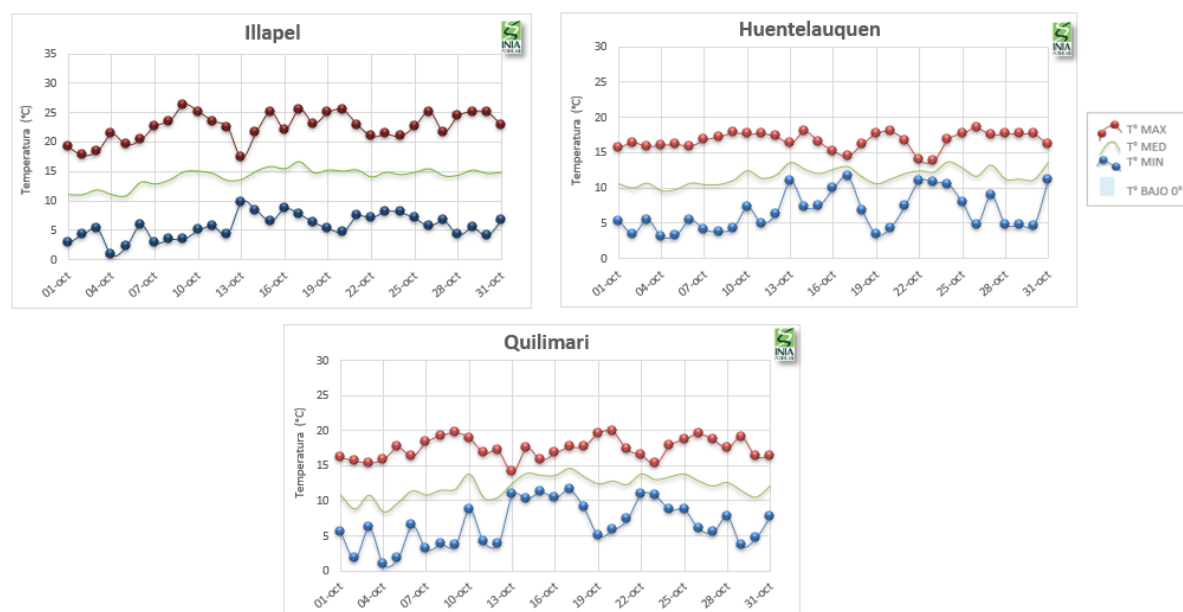 Illapel
INIA
Temperatura (°C)
35
30
25
20
15
10
5
0
01-oct
04-oct
07-oct
10-oct
13-oct
16-oct
19-oct
22-oct
25-oct
28-oct
31-oct
Huentelauquen
INIA
Temperatura (°C)
30
25
20
15
10
5
0
01-oct
04-oct
07-oct
10-oct
13-oct
16-oct
19-oct
22-oct
25-oct
28-oct
31-oct
T° MAX
T° MED
T° MIN
T° BAJO 0°
Quilimari
INIA
Temperatura (°C)
30
25
20
15
10
5
0
01-oct
04-oct
07-oct
10-oct
13-oct
16-oct
19-oct
22-oct
25-oct
28-oct
31-oct